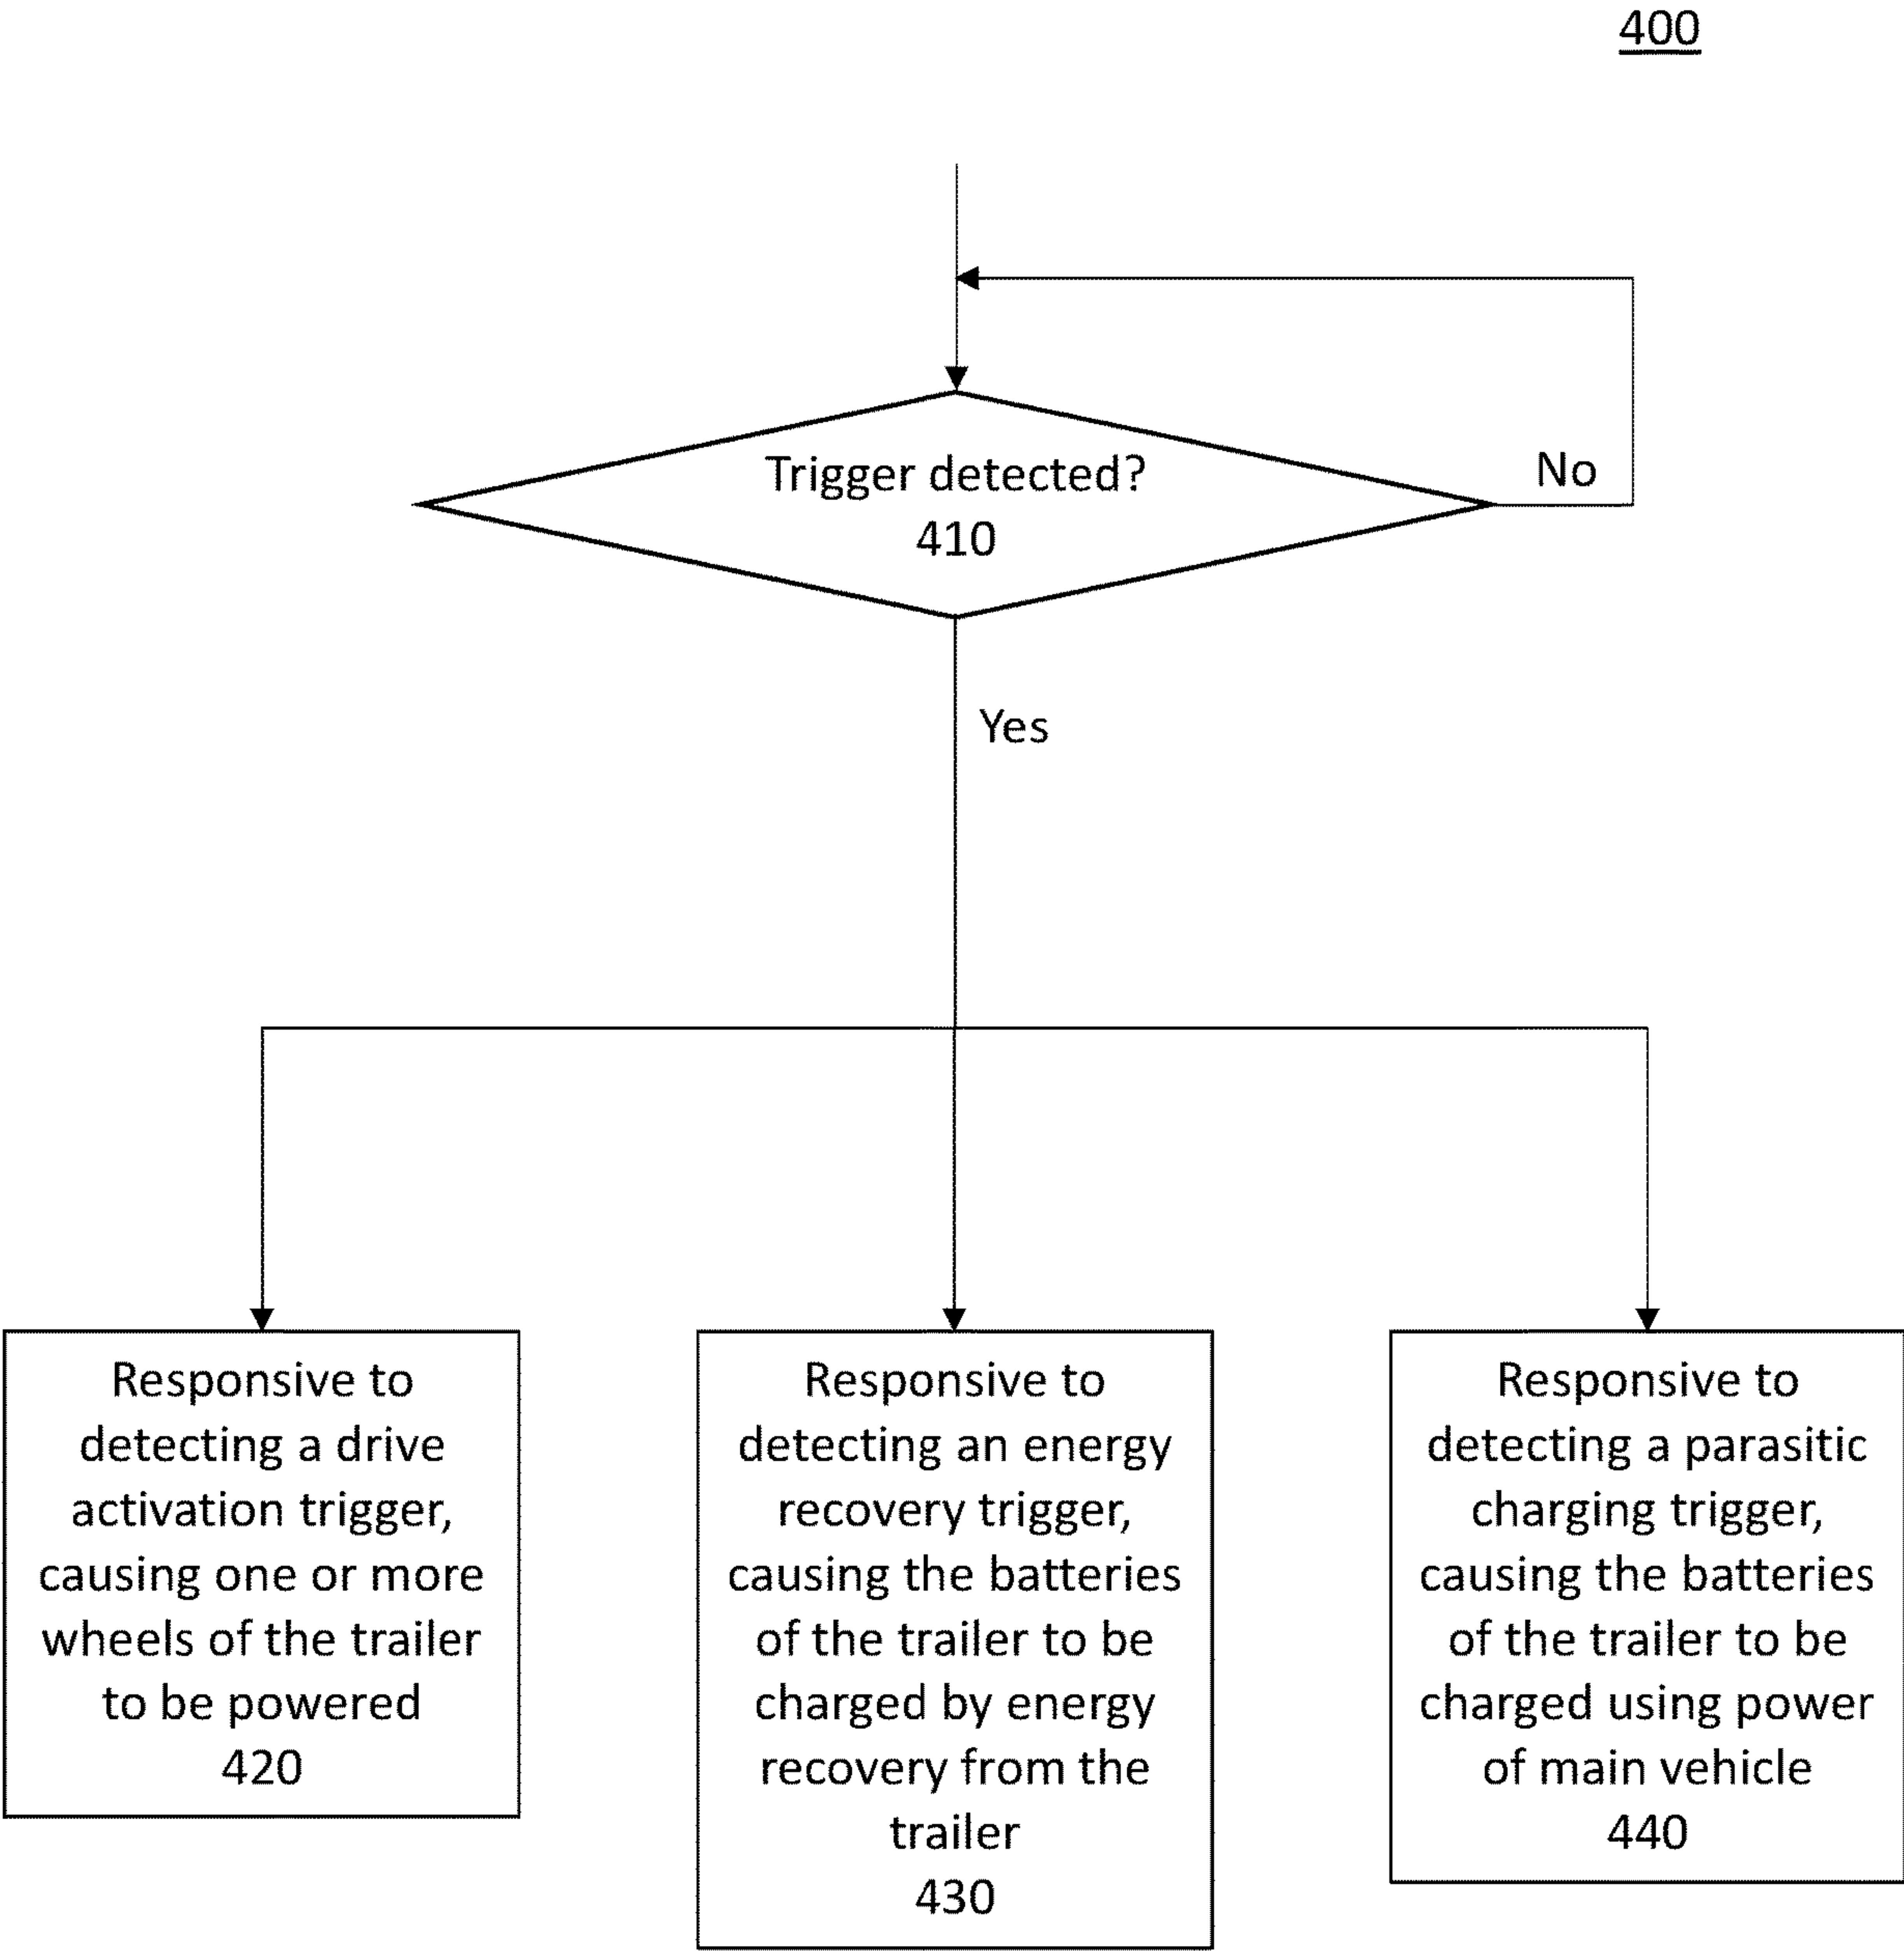 400
Trigger detected?
410
No
Yes
Responsive to
detecting a drive
activation trigger,
causing one or more
wheels of the trailer
to be powered
420
Responsive to
detecting an energy
recovery trigger,
causing the batteries
of the trailer to be
charged by energy
recovery from the
trailer
430
Responsive to
detecting a parasitic
charging trigger,
causing the batteries
of the trailer to be
charged using power
of main vehicle
440